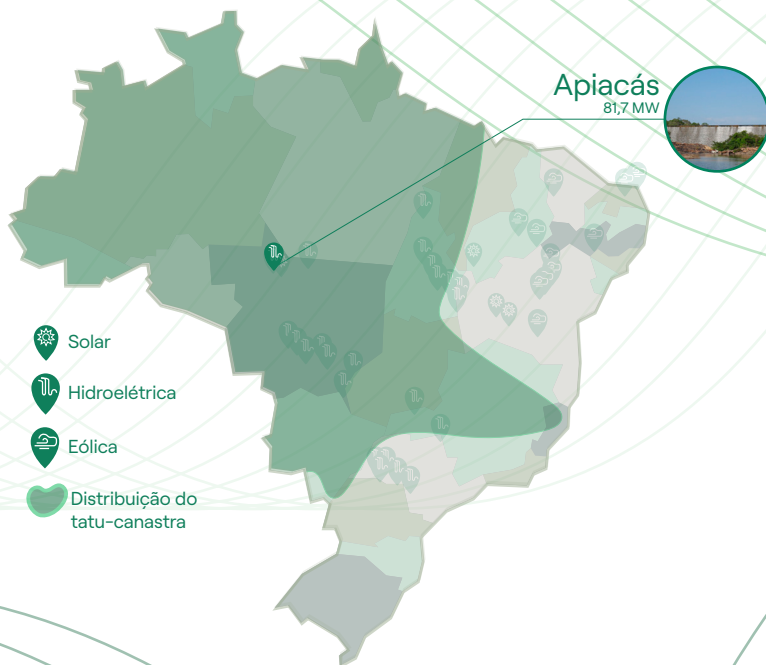 Apiacás
81,7 MW
Solar
Hidroelétrica
Eólica
Distribuição do
tatu-canastra